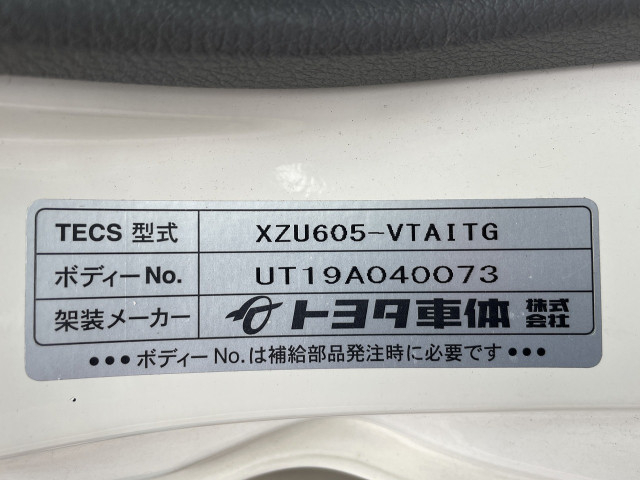 TECS 型式 XZU605-VTAITG
ボディーNo. UT19A040073
架装メーカー トヨタ車体 株式会社
●●●ボディーNo.は補給部品発注時に必要です●●●